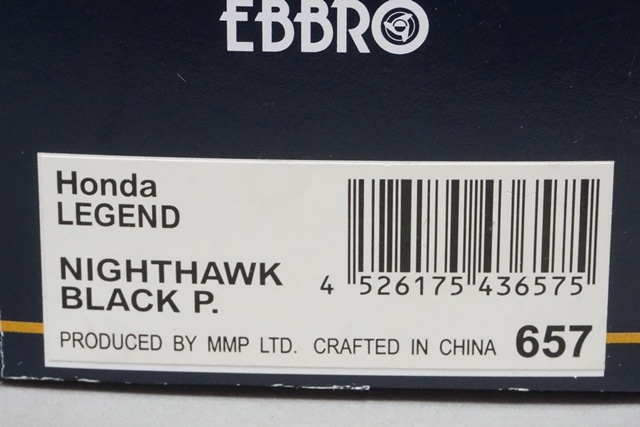 EBBRO
Honda
LEGEND
NIGHTHAWK
BLACK P.
4 526175 436575
PRODUCED BY MMP LTD. CRAFTED IN CHINA 657